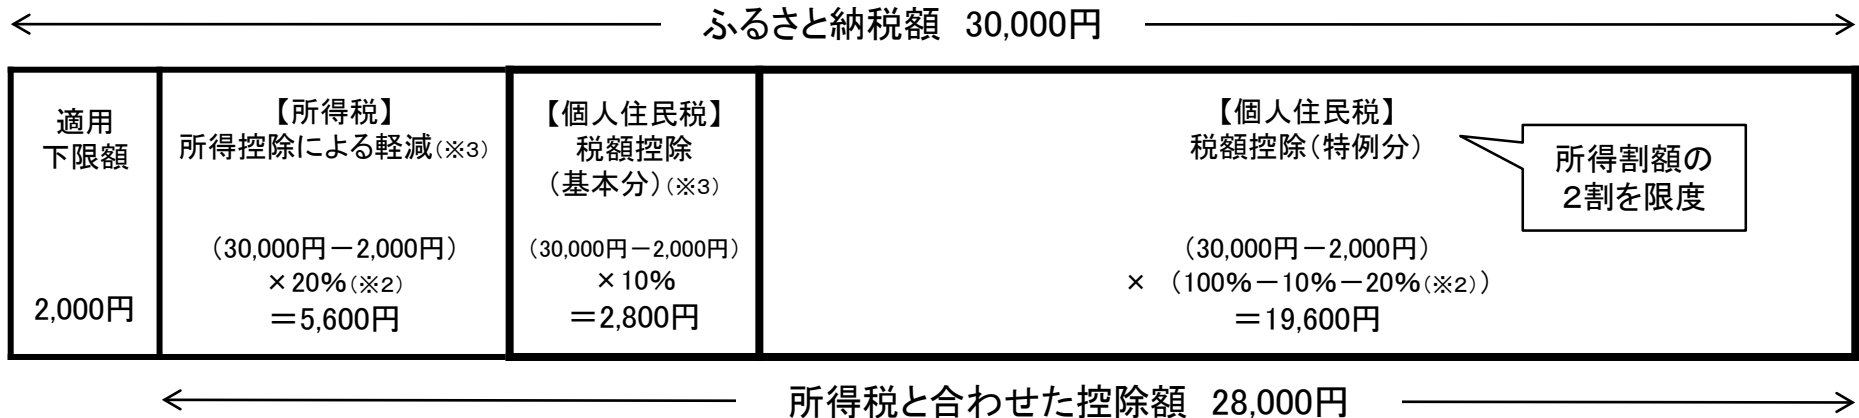 ふるさと納税額 30,000円
適用
下限額
2,000円
【所得税】
所得控除による軽減(※3)
(30,000円-2,000円)
×20%(※2)
=5,600円
【個人住民税】
税額控除
(基本分)(※3)
(30,000円-2,000円)
×10%
=2,800円
【個人住民税】
税額控除(特例分)
(30,000円-2,000円)
× (100%-10%-20%(※2))
=19,600円
所得割額の
2割を限度
所得税と合わせた控除額 28,000円